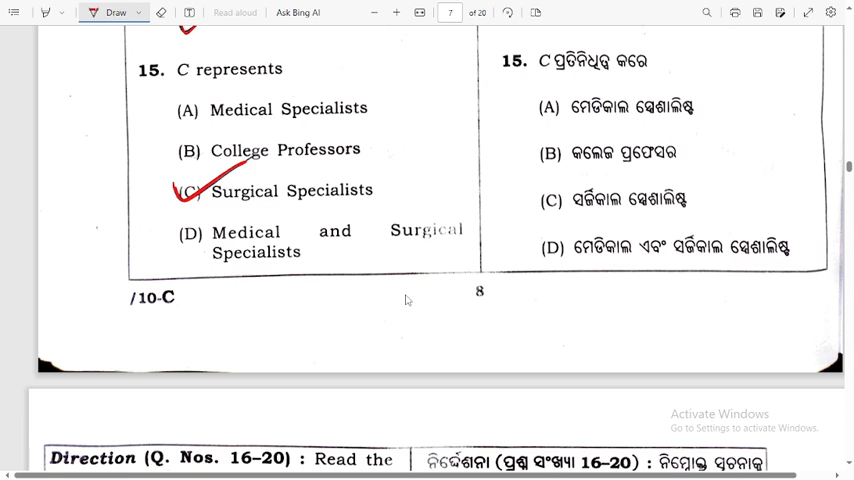 Draw
Read aloud
Ask Bing AI
7
of 20
15. C represents
(A) Medical Specialists
(B) College Professors
(C) Surgical Specialists
(D) Medical and Surgical
Specialists
/10-C
15. C ପ୍ରତିନିଧିତ୍ୱ କରେ
(A) ମେଡିକାଲ ସ୍ପେଶାଲିଷ୍ଟ
(B) କଲେଜ ପ୍ରଫେସର
(C) ସର୍ଜିକାଲ ସ୍ପେଶାଲିଷ୍ଟ
(D) ମେଡିକାଲ ଏବଂ ସର୍ଜିକାଲ ସ୍ପେଶାଲିଷ୍ଟ
8
Activate Windows
Go to Settings to activate Windows.
Direction (Q. Nos. 16–20) : Read the
ନିର୍ଦ୍ଦେଶନା (ପ୍ରଶ୍ନ ସଂଖ୍ୟା 16–20) : ନିମ୍ନୋକ୍ତ ସୂଚନାକୁ